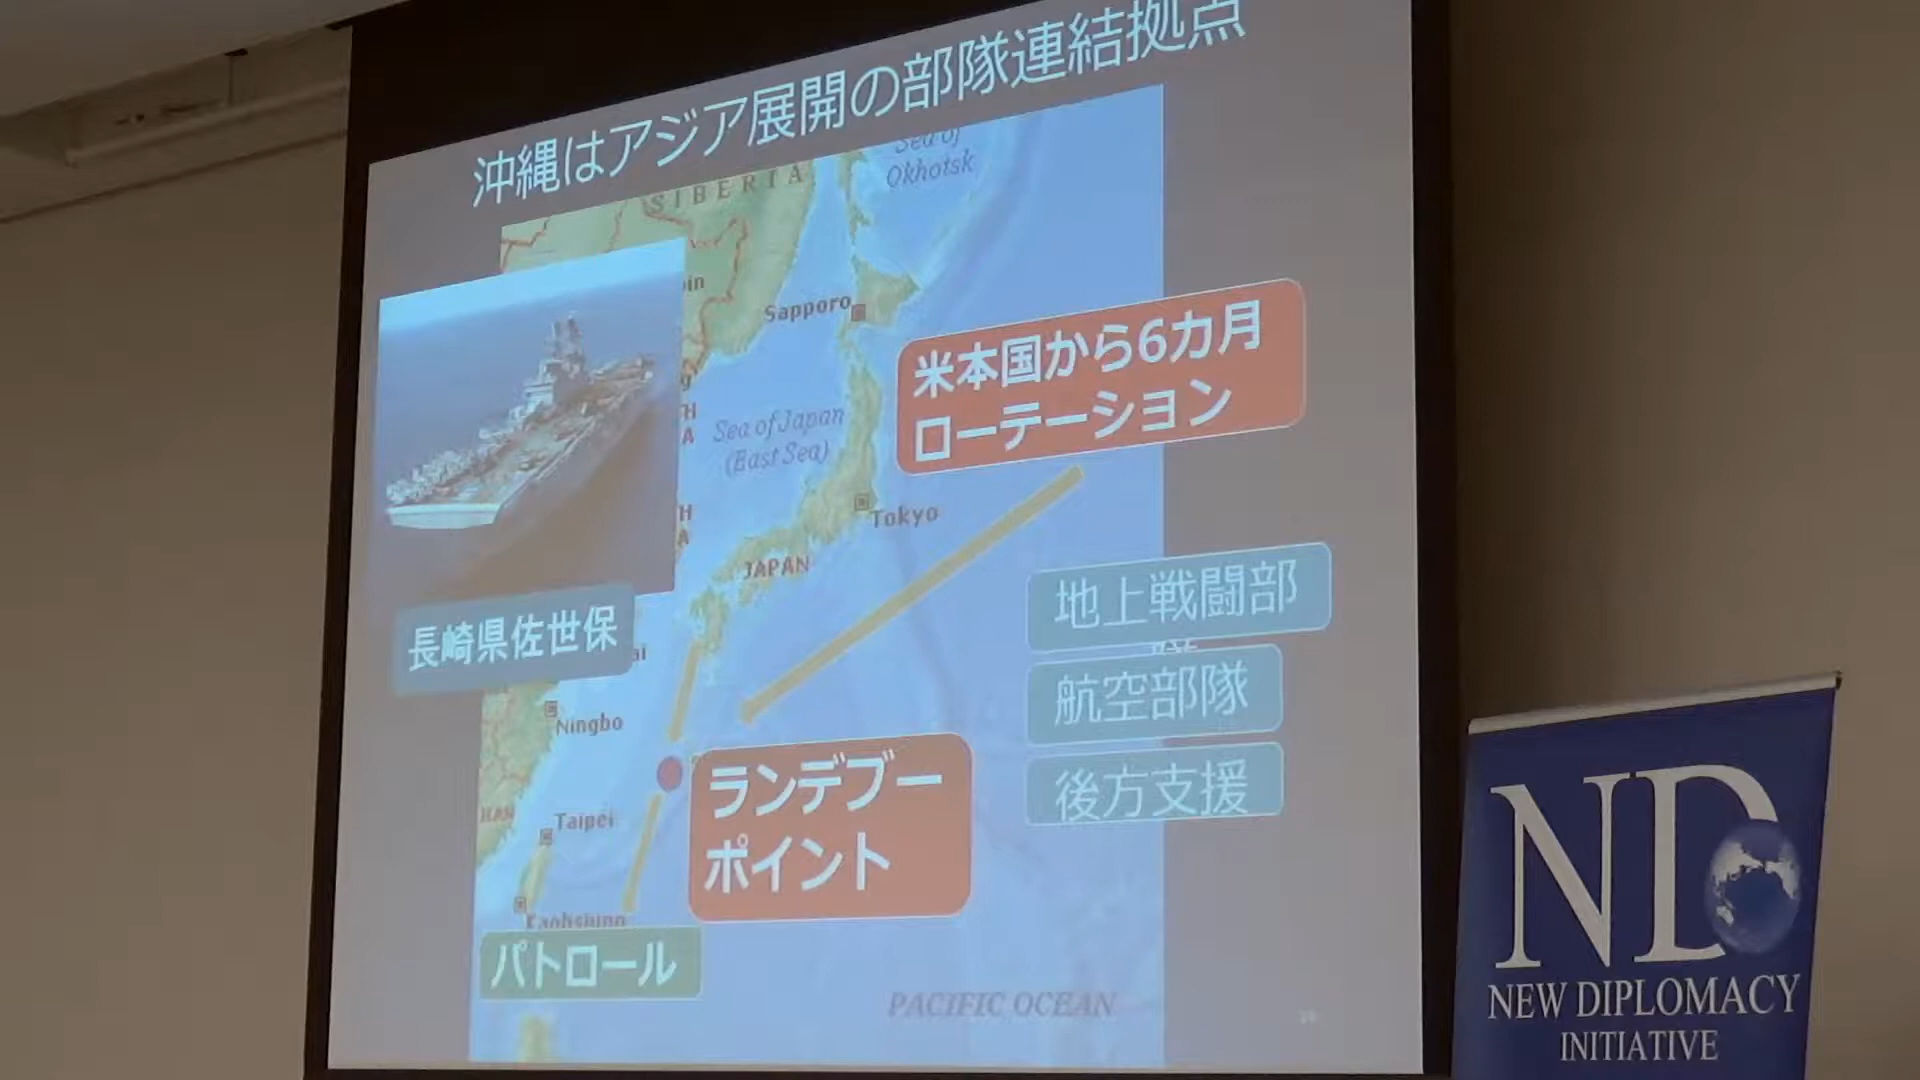 沖縄はアジア展開の部隊連結拠点
Sea of
Okhotsk
SIBERIA
Sapporo
米本国から6カ月
ローテーション
Sea of Japan
(East Sea)
Tokyo
JAPAN
地上戦闘部
隊
長崎県佐世保
航空部隊
Ningbo
後方支援
ランデブー
ポイント
Taipei
Kaohsiung
パトロール
PACIFIC OCEAN
ND
NEW DIPLOMACY
INITIATIVE